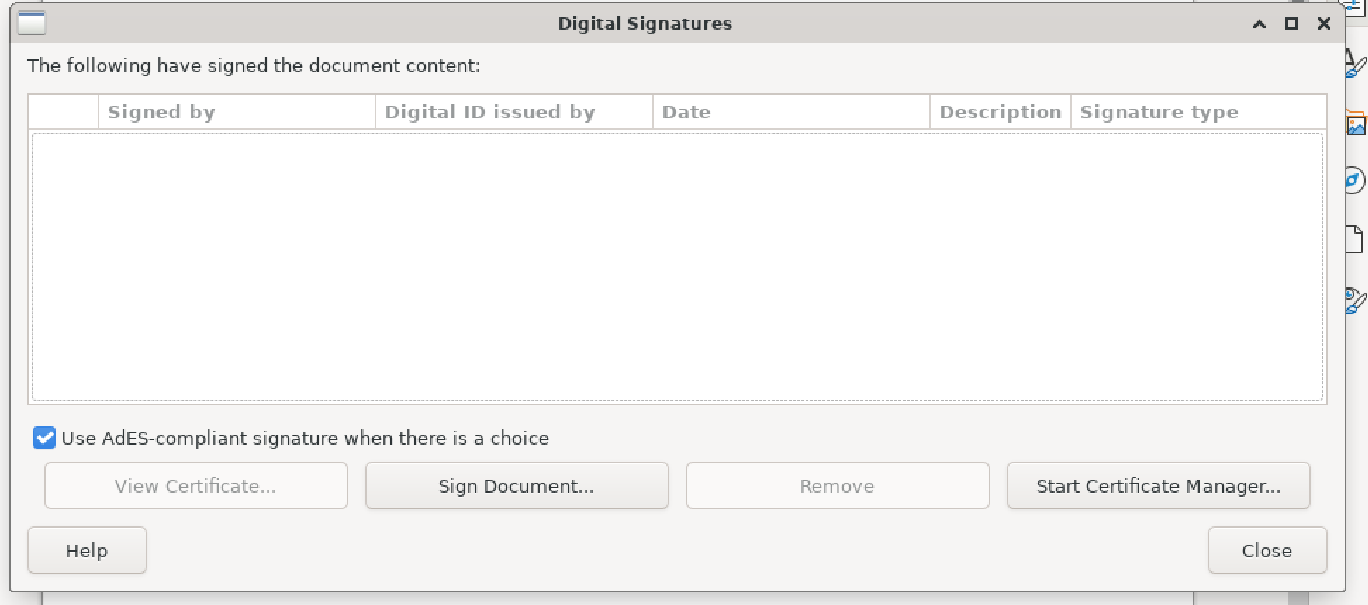 Digital Signatures
The following have signed the document content:
Signed by Digital ID issued by Date Description Signature type
Use AdES-compliant signature when there is a choice
View Certificate... Sign Document... Remove Start Certificate Manager...
Help Close